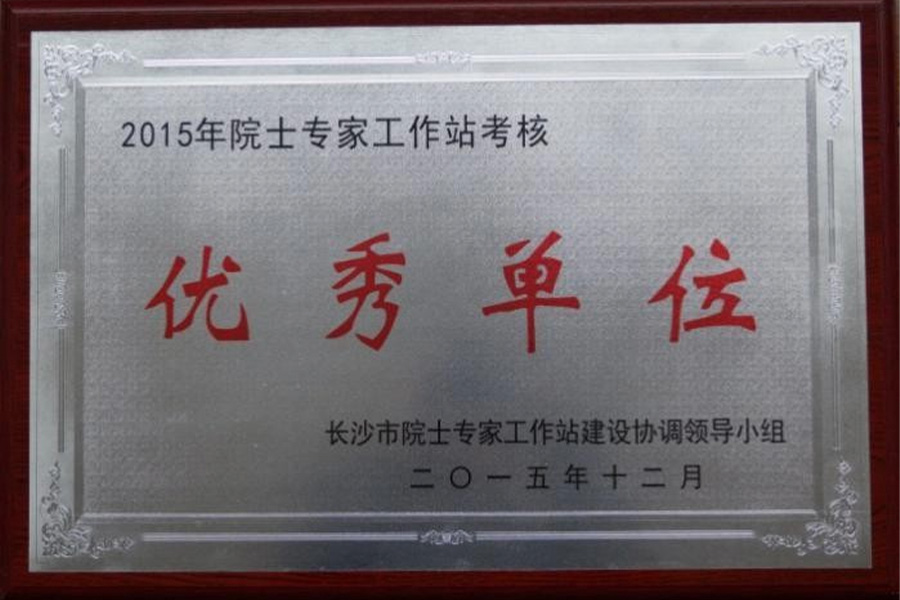 2015年院士专家工作站考核
优秀单位
长沙市院士专家工作站建设协调领导小组
二〇一五年十二月